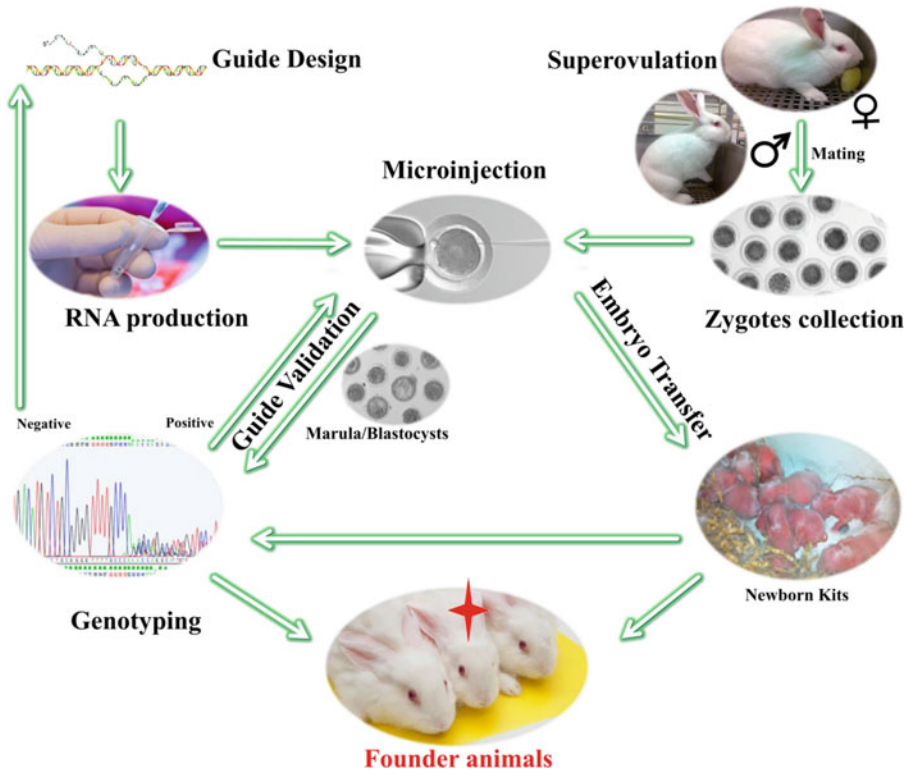 Guide Design
Superovulation
Mating
Microinjection
RNA production
Zygotes collection
Guide Validation
Embryo Transfer
Marula/Blastocysts
Negative
Positive
Genotyping
Newborn Kits
Founder animals